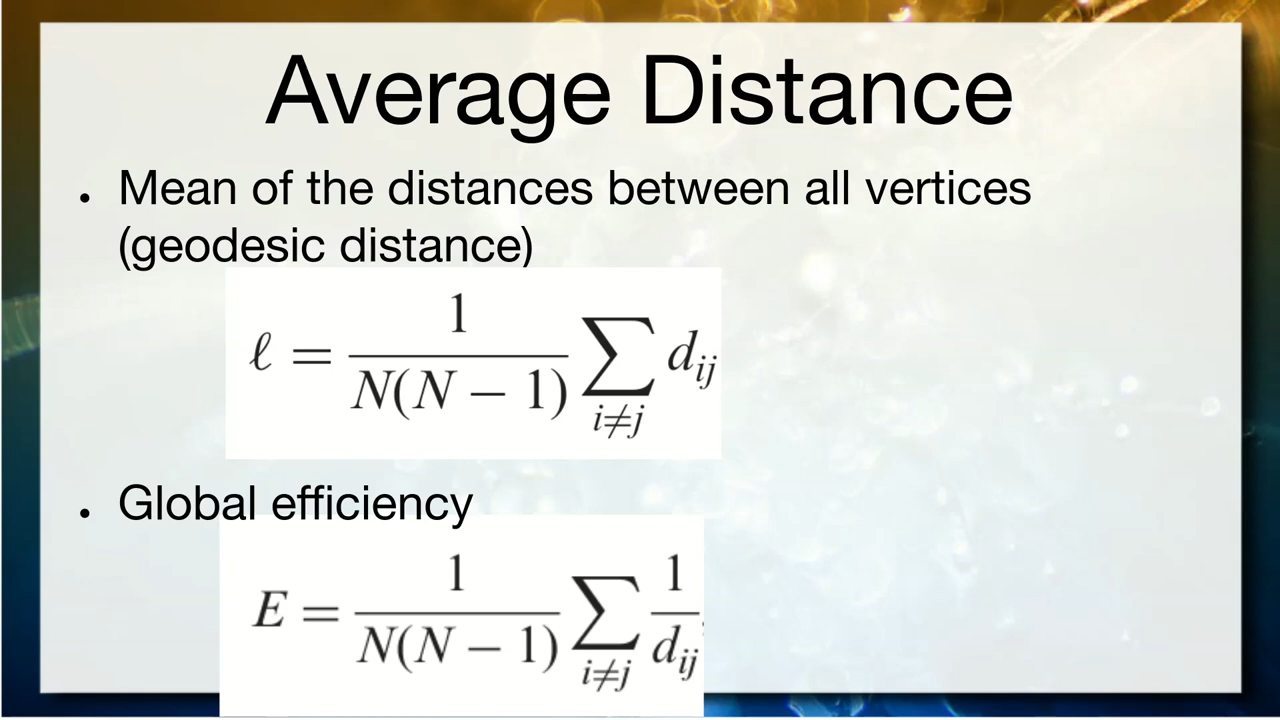 Average Distance
• Mean of the distances between all vertices
(geodesic distance)
ℓ = 1/N(N − 1) ∑i≠j dij
• Global efficiency
E = 1/N(N − 1) ∑i≠j 1/dij